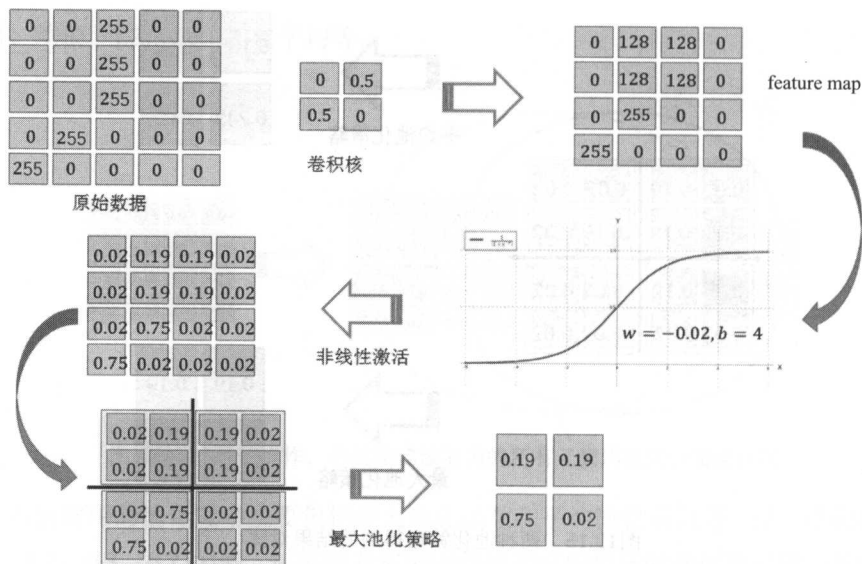 0 0 255 0 0
0 0 255 0 0
0 0 255 0 0
0 255 0 0 0
255 0 0 0 0
原始数据
0 0.5
0.5 0
卷积核
0 128 128 0
0 128 128 0
0 255 0 0
255 0 0 0
feature map
Y
X
w = −0.02, b = 4
非线性激活
0.02 0.19 0.19 0.02
0.02 0.19 0.19 0.02
0.02 0.75 0.02 0.02
0.75 0.02 0.02 0.02
0.02 0.19 0.19 0.02
0.02 0.19 0.19 0.02
0.02 0.75 0.02 0.02
0.75 0.02 0.02 0.02
最大池化策略
0.19 0.19
0.75 0.02